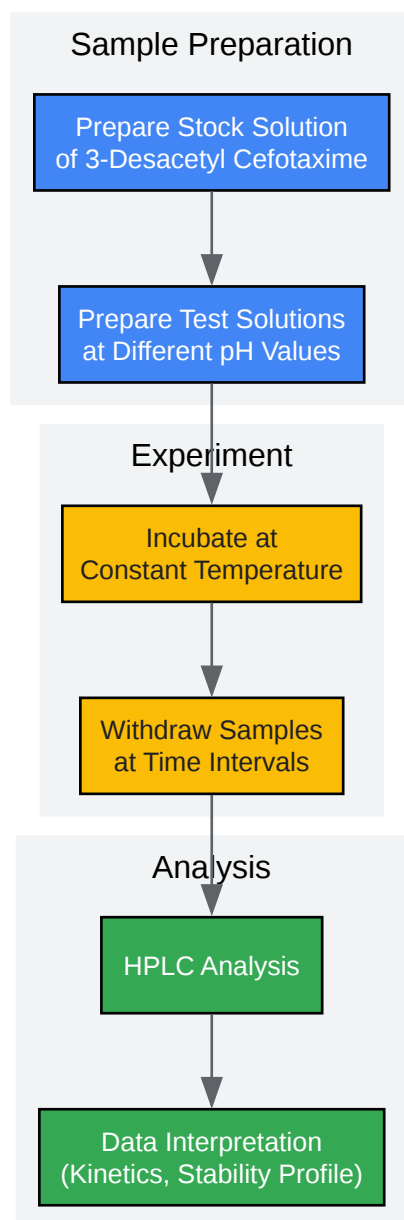 Sample Preparation
Prepare Stock Solution
of 3-Desacetyl Cefotaxime
Prepare Test Solutions
at Different pH Values
Experiment
Incubate at
Constant Temperature
Withdraw Samples
at Time Intervals
Analysis
HPLC Analysis
Data Interpretation
(Kinetics, Stability Profile)